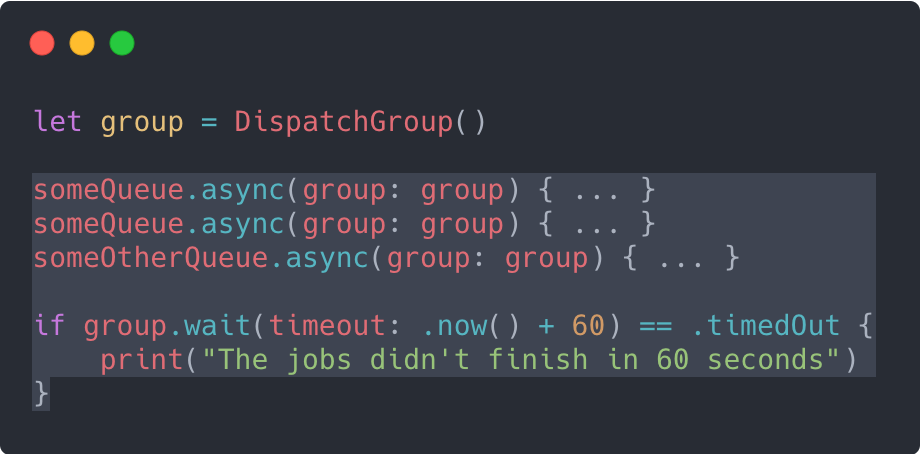 let group = DispatchGroup()
someQueue.async(group: group) { ... }
someQueue.async(group: group) { ... }
someOtherQueue.async(group: group) { ... }
if group.wait(timeout: .now() + 60) == .timedOut {
    print("The jobs didn't finish in 60 seconds")
}